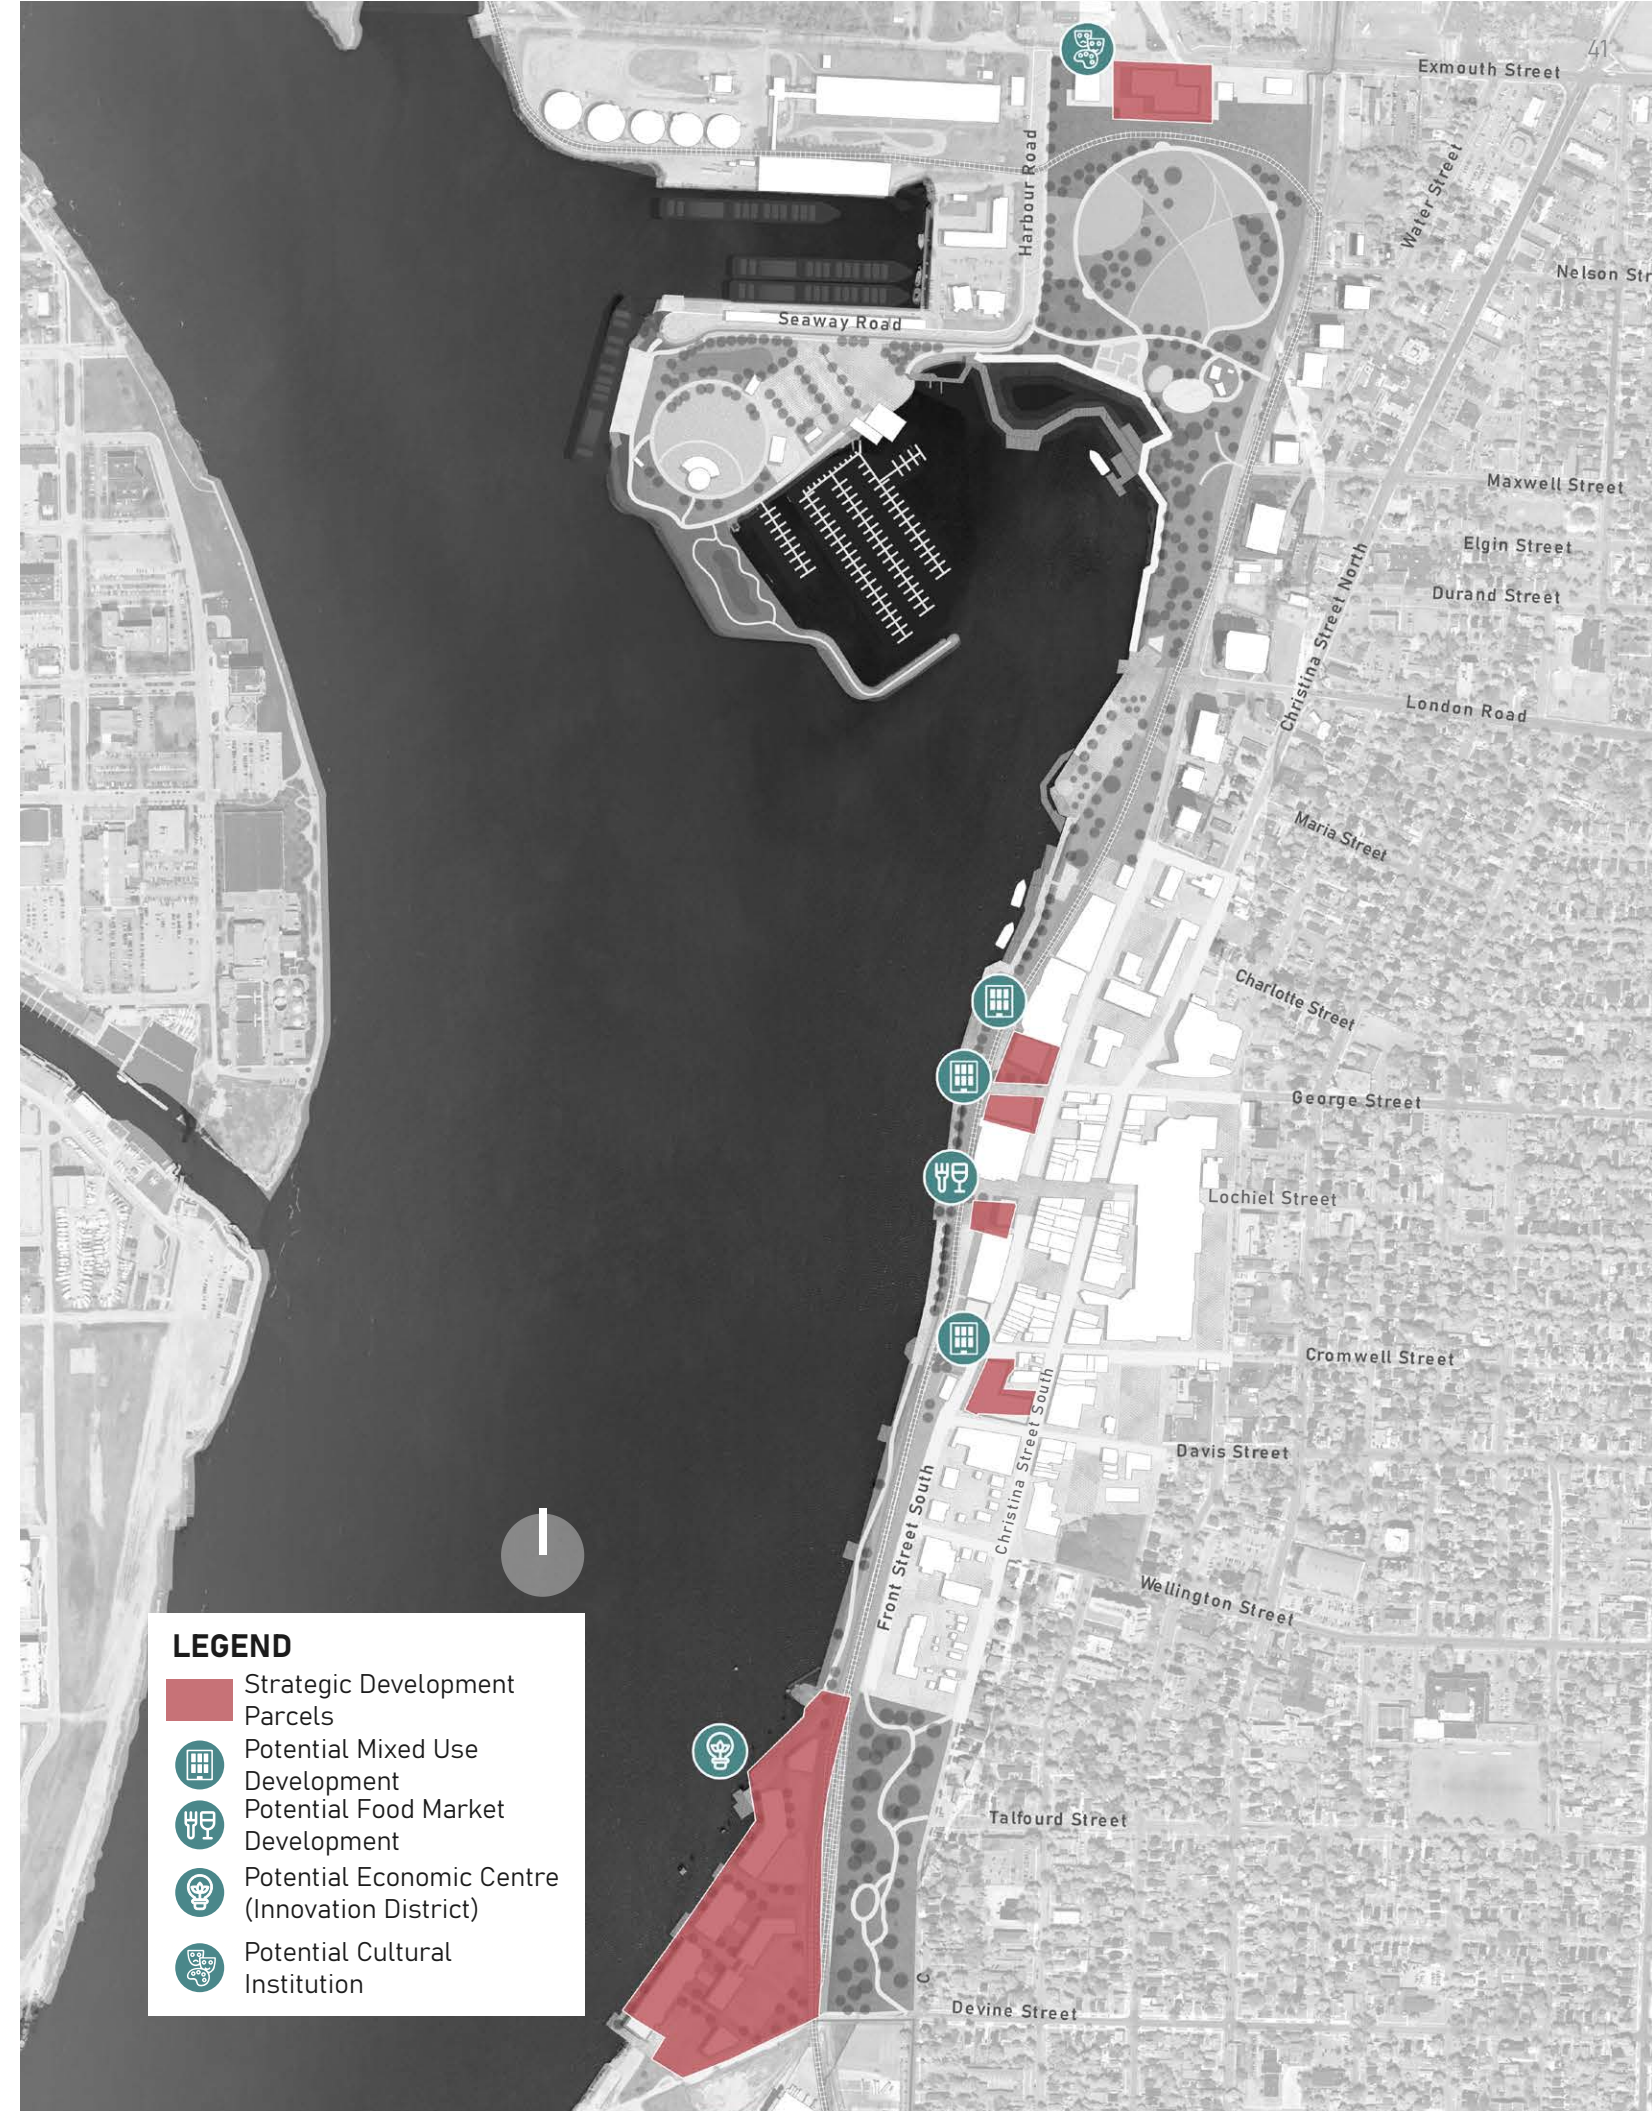 41
Exmouth Street
Harbour Road
Water Street
Nelson Str
Seaway Road
Maxwell Street
Elgin Street
Durand Street
Christina Street North
London Road
Maria Street
Charlotte Street
George Street
Lochiel Street
Cromwell Street
Christina Street South
Davis Street
Front Street South
Wellington Street
Talfourd Street
C
Devine Street
LEGEND
Strategic Development
Parcels
Potential Mixed Use
Development
Potential Food Market
Development
Potential Economic Centre
(Innovation District)
Potential Cultural
Institution